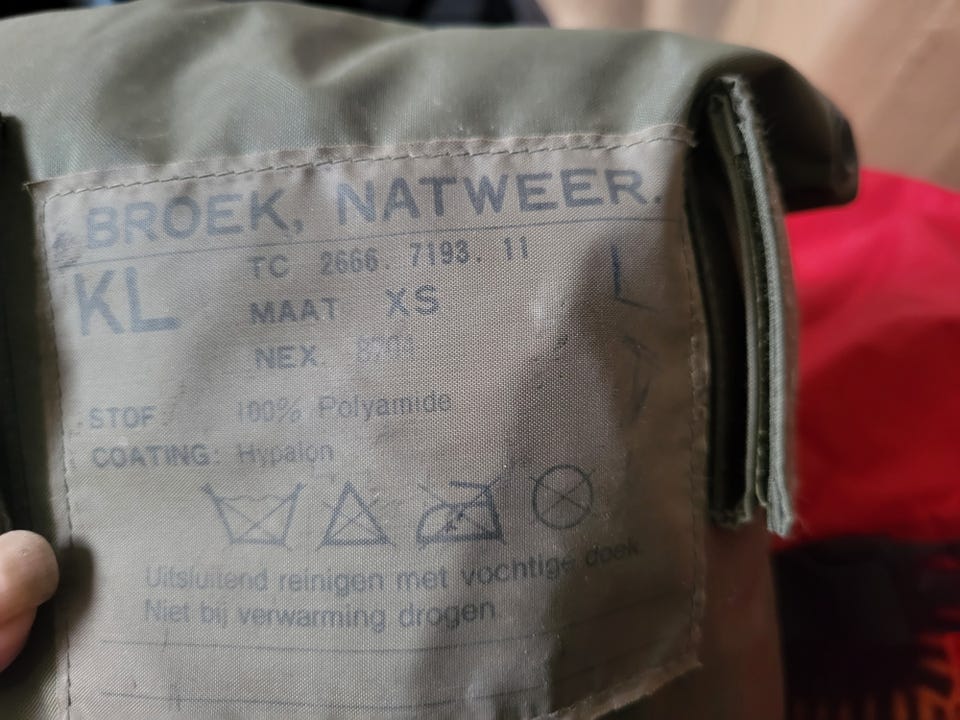 BROEK, NATWEER.
KL
TC 2666. 7193. 11
MAAT XS
L
NEX
STOF: 100% Polyamide
COATING: Hypalon
Uitsluitend reinigen met vochtige doek
Niet bij verwarming drogen